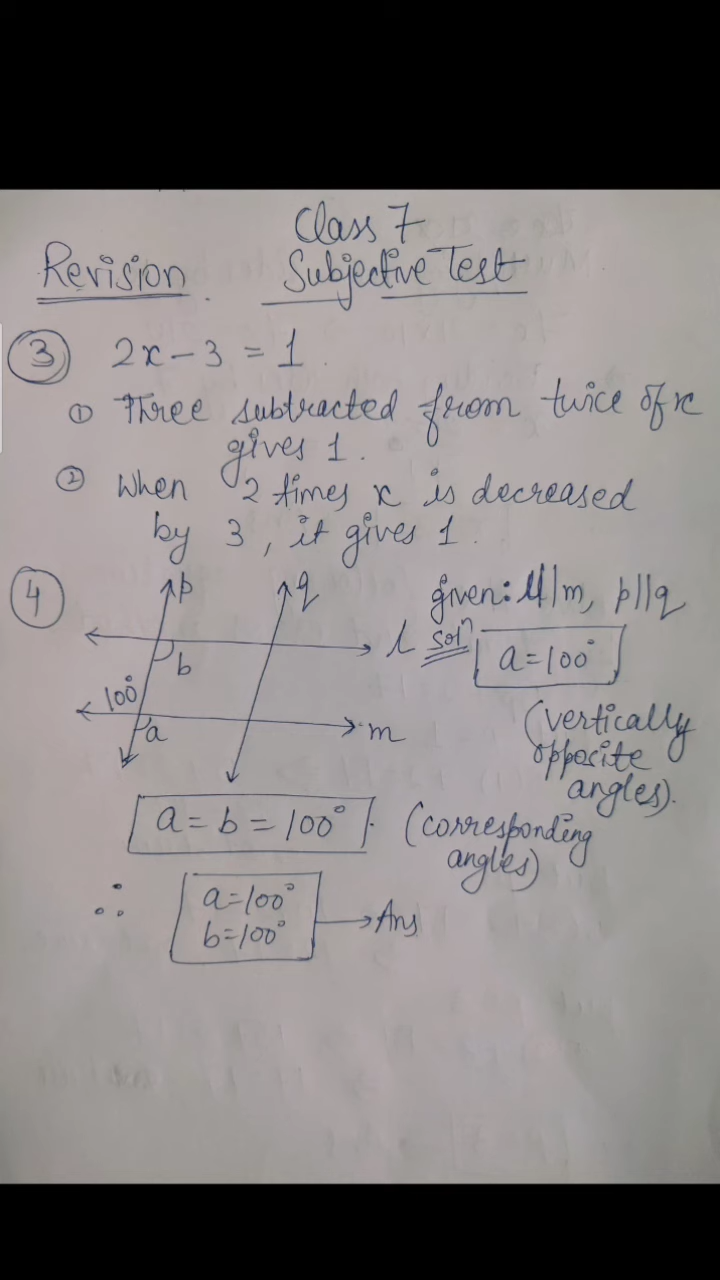 Class 7
Revision Subjective Test
③ 2x - 3 = 1
① Three subtracted from twice of x
gives 1.
② When 2 times x is decreased
by 3, it gives 1.
④ p q given: l||m, p||q
l solⁿ a = 100°
b
100°
a m (vertically
opposite
angles).
a = b = 100° (corresponding
angles)
∴ a = 100°
b = 100° → Ans